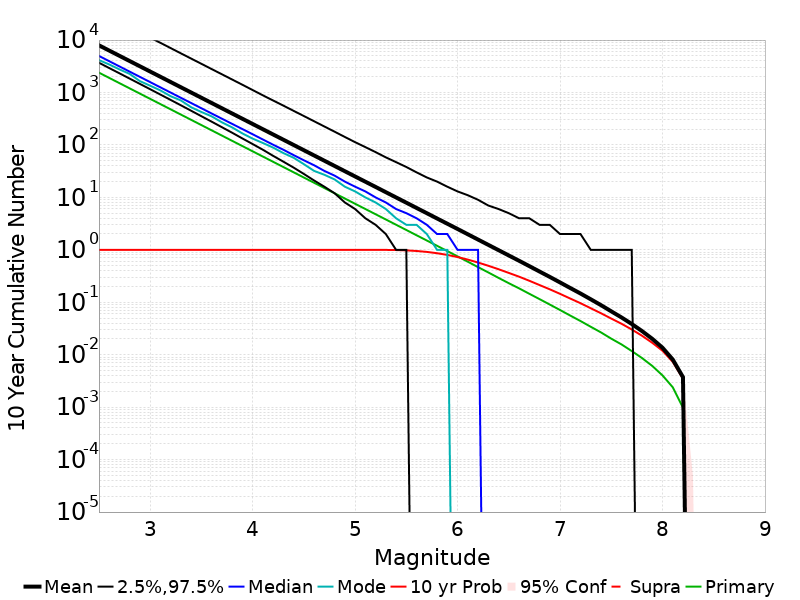 10 Year Cumulative Number
10^4
10^3
10^2
10^1
10^0
10^-1
10^-2
10^-3
10^-4
10^-5
3 4 5 6 7 8 9
Magnitude
Mean 2.5%,97.5% Median Mode 10 yr Prob 95% Conf Supra Primary